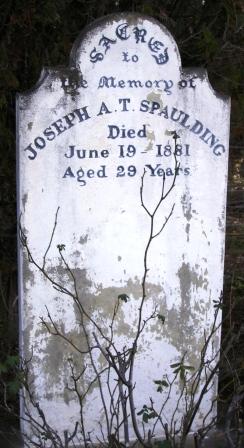 SACRED
to
the Memory of
JOSEPH A.T. SPAULDING
Died
June 19 - 1881
Aged 29 Years